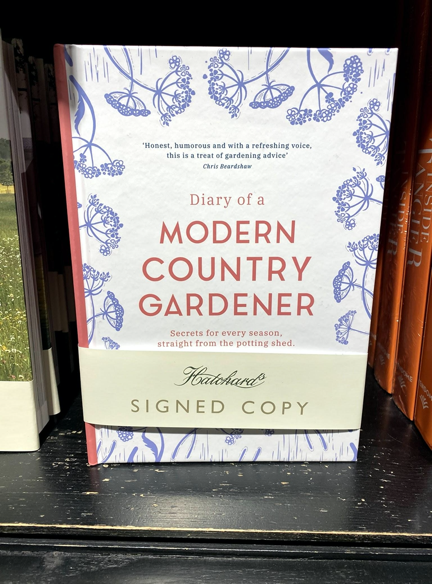 'Honest, humorous and with a refreshing voice,
this is a treat of gardening advice'
Chris Beardshaw
Diary of a
MODERN
COUNTRY
GARDENER
Secrets for every season,
straight from the potting shed.
Hatchards
SIGNED COPY